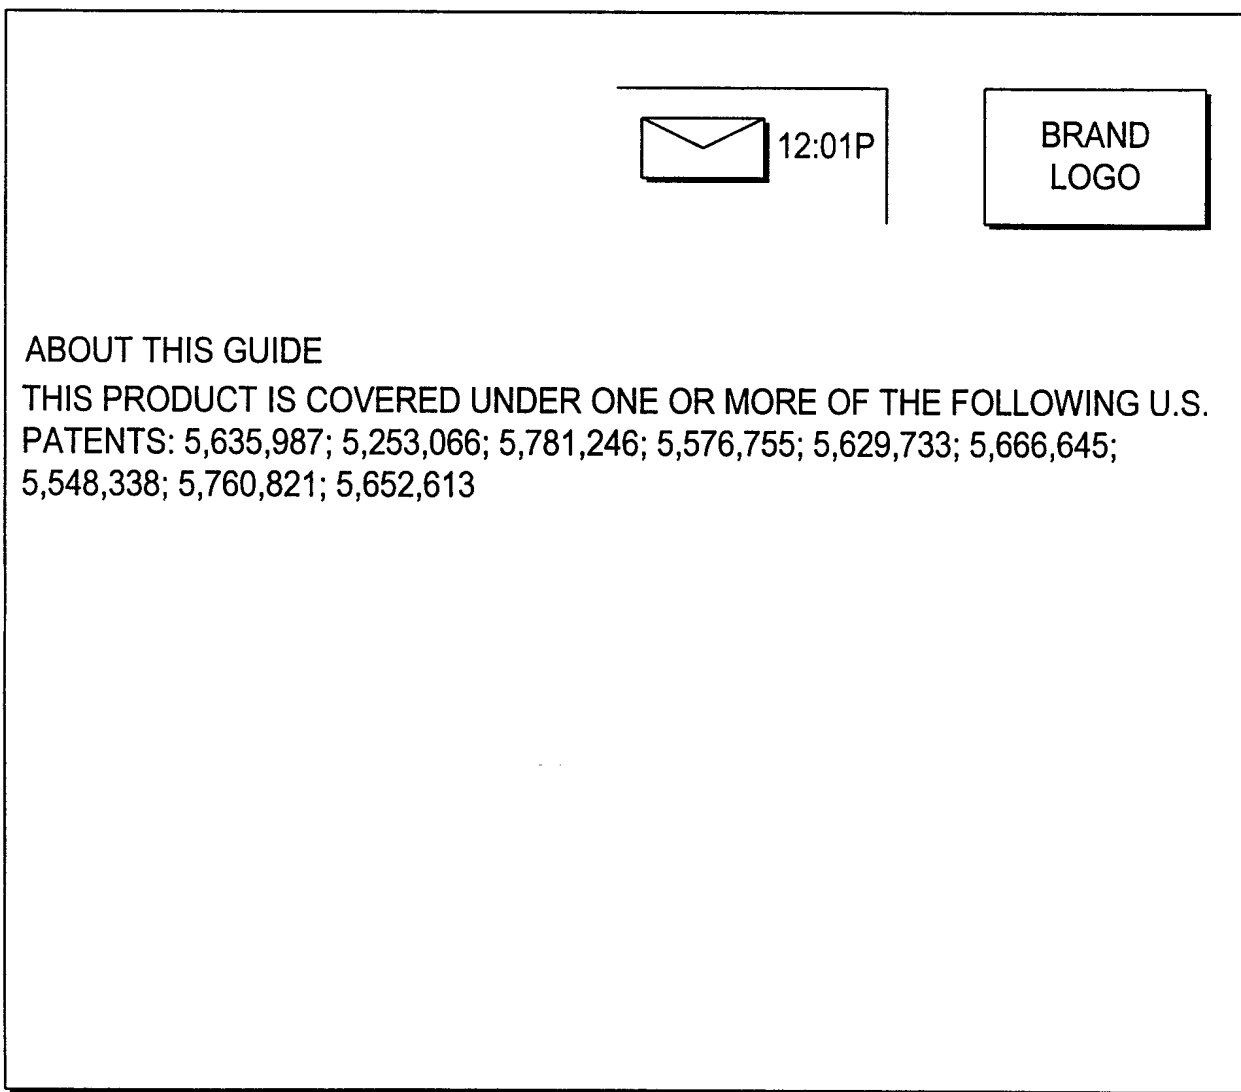 12:01P
BRAND
LOGO
ABOUT THIS GUIDE
THIS PRODUCT IS COVERED UNDER ONE OR MORE OF THE FOLLOWING U.S.
PATENTS: 5,635,987; 5,253,066; 5,781,246; 5,576,755; 5,629,733; 5,666,645;
5,548,338; 5,760,821; 5,652,613